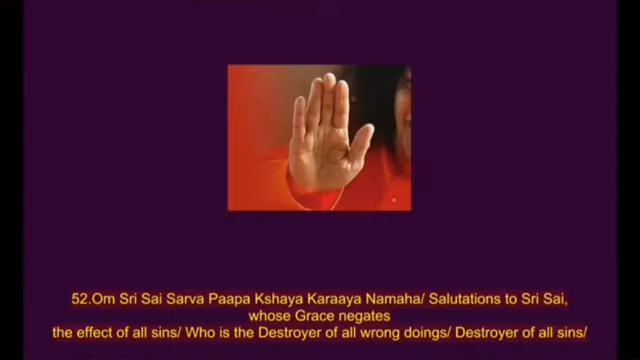 52.Om Sri Sai Sarva Paapa Kshaya Karaaya Namaha/ Salutations to Sri Sai,
whose Grace negates
the effect of all sins/ Who is the Destroyer of all wrong doings/ Destroyer of all sins/